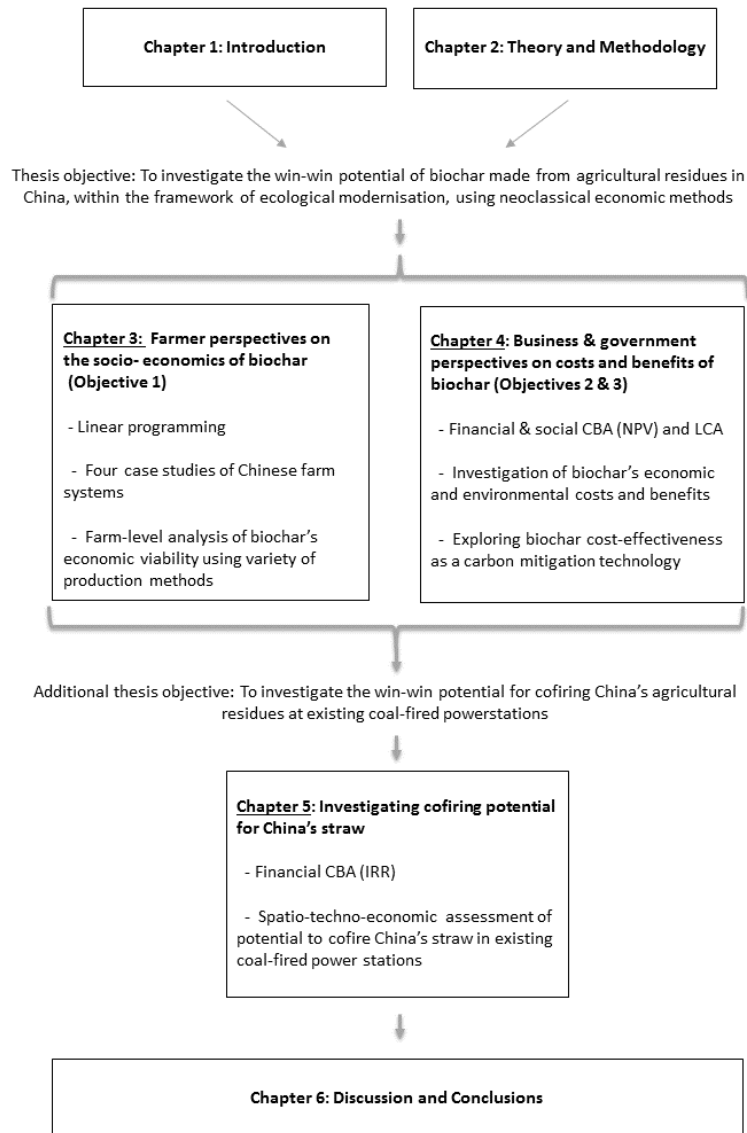 Chapter 1: Introduction
Chapter 2: Theory and Methodology
Thesis objective: To investigate the win-win potential of biochar made from agricultural residues in
China, within the framework of ecological modernisation, using neoclassical economic methods
Chapter 3: Farmer perspectives on
the socio- economics of biochar
(Objective 1)
- Linear programming
- Four case studies of Chinese farm
systems
- Farm-level analysis of biochar’s
economic viability using variety of
production methods
Chapter 4: Business & government
perspectives on costs and benefits of
biochar (Objectives 2 & 3)
- Financial & social CBA (NPV) and LCA
- Investigation of biochar’s economic
and environmental costs and benefits
- Exploring biochar cost-effectiveness
as a carbon mitigation technology
Additional thesis objective: To investigate the win-win potential for cofiring China’s agricultural
residues at existing coal-fired powerstations
Chapter 5: Investigating cofiring potential
for China’s straw
- Financial CBA (IRR)
- Spatio-techno-economic assessment of
potential to cofire China’s straw in existing
coal-fired power stations
Chapter 6: Discussion and Conclusions